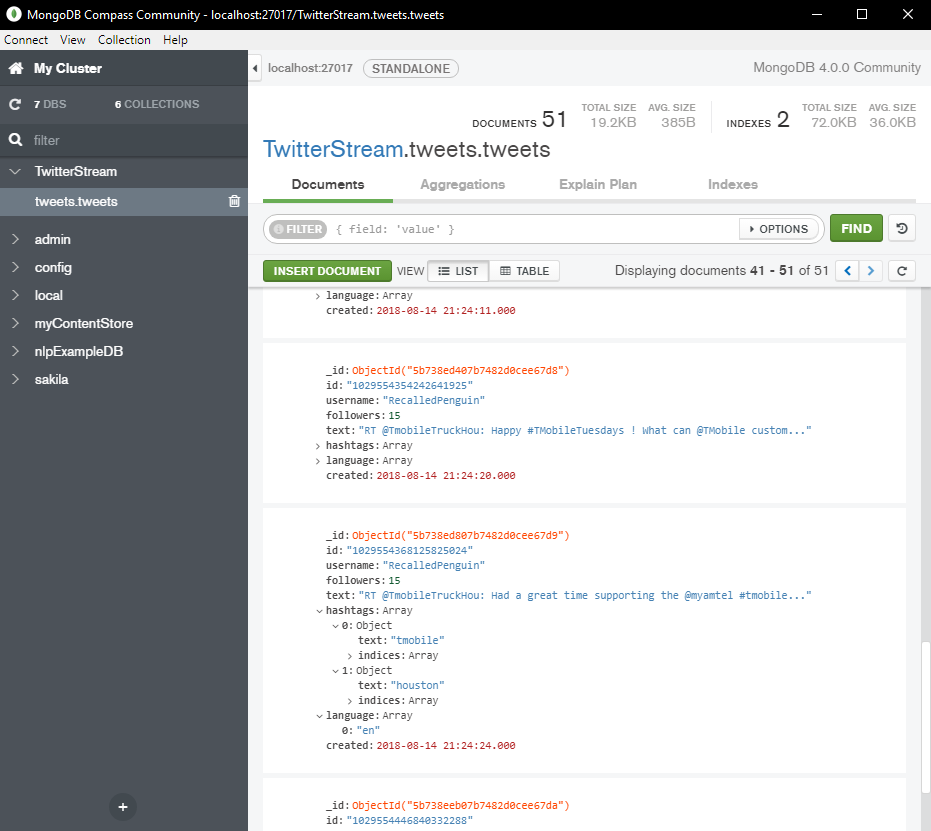 MongoDB Compass Community - localhost:27017/TwitterStream.tweets.tweets
Connect View Collection Help
My Cluster
7 DBS 6 COLLECTIONS
filter
TwitterStream
tweets.tweets
admin
config
local
myContentStore
nlpExampleDB
sakila
localhost:27017 STANDALONE MongoDB 4.0.0 Community
DOCUMENTS 51 TOTAL SIZE 19.2KB AVG. SIZE 385B INDEXES 2 TOTAL SIZE 72.0KB AVG. SIZE 36.0KB
TwitterStream.tweets.tweets
Documents Aggregations Explain Plan Indexes
FILTER { field: 'value' } OPTIONS FIND
INSERT DOCUMENT VIEW LIST TABLE Displaying documents 41 - 51 of 51
language: Array
created: 2018-08-14 21:24:11.000
_id: ObjectId("5b738ed407b7482d0cee67d8")
id: "1029554354242641925"
username: "RecalledPenguin"
followers: 15
text: "RT @TmobileTruckHou: Happy #TMobileTuesdays ! What can @TMobile custom..."
hashtags: Array
language: Array
created: 2018-08-14 21:24:20.000
_id: ObjectId("5b738ed807b7482d0cee67d9")
id: "1029554368125825024"
username: "RecalledPenguin"
followers: 15
text: "RT @TmobileTruckHou: Had a great time supporting the @myamtel #tmobile..."
hashtags: Array
0: Object
text: "tmobile"
indices: Array
1: Object
text: "houston"
indices: Array
language: Array
0: "en"
created: 2018-08-14 21:24:24.000
_id: ObjectId("5b738eeb07b7482d0cee67da")
id: "1029554446840332288"